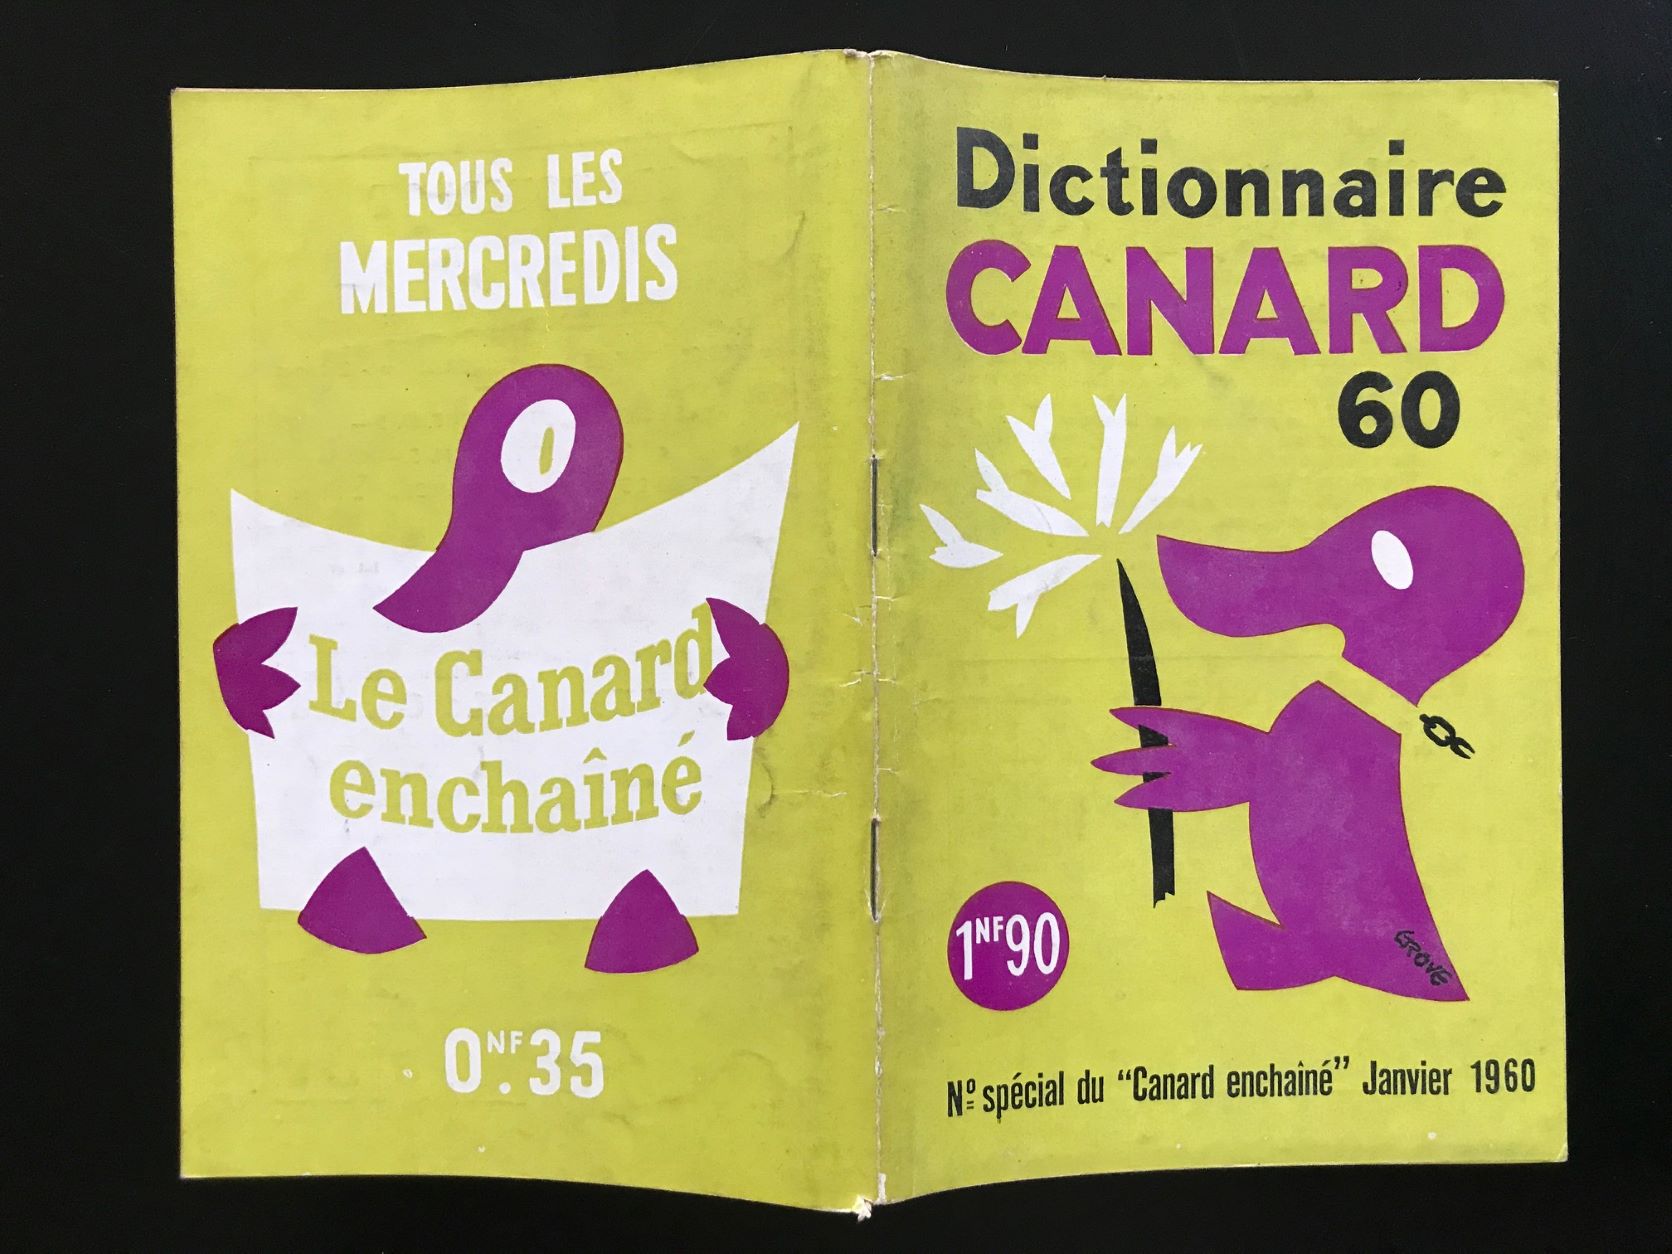 TOUS LES
MERCREDIS
Le Canard
enchaîné
0NF.35
Dictionnaire
CANARD
60
1NF90
GROVE
Nº spécial du “Canard enchaîné” Janvier 1960